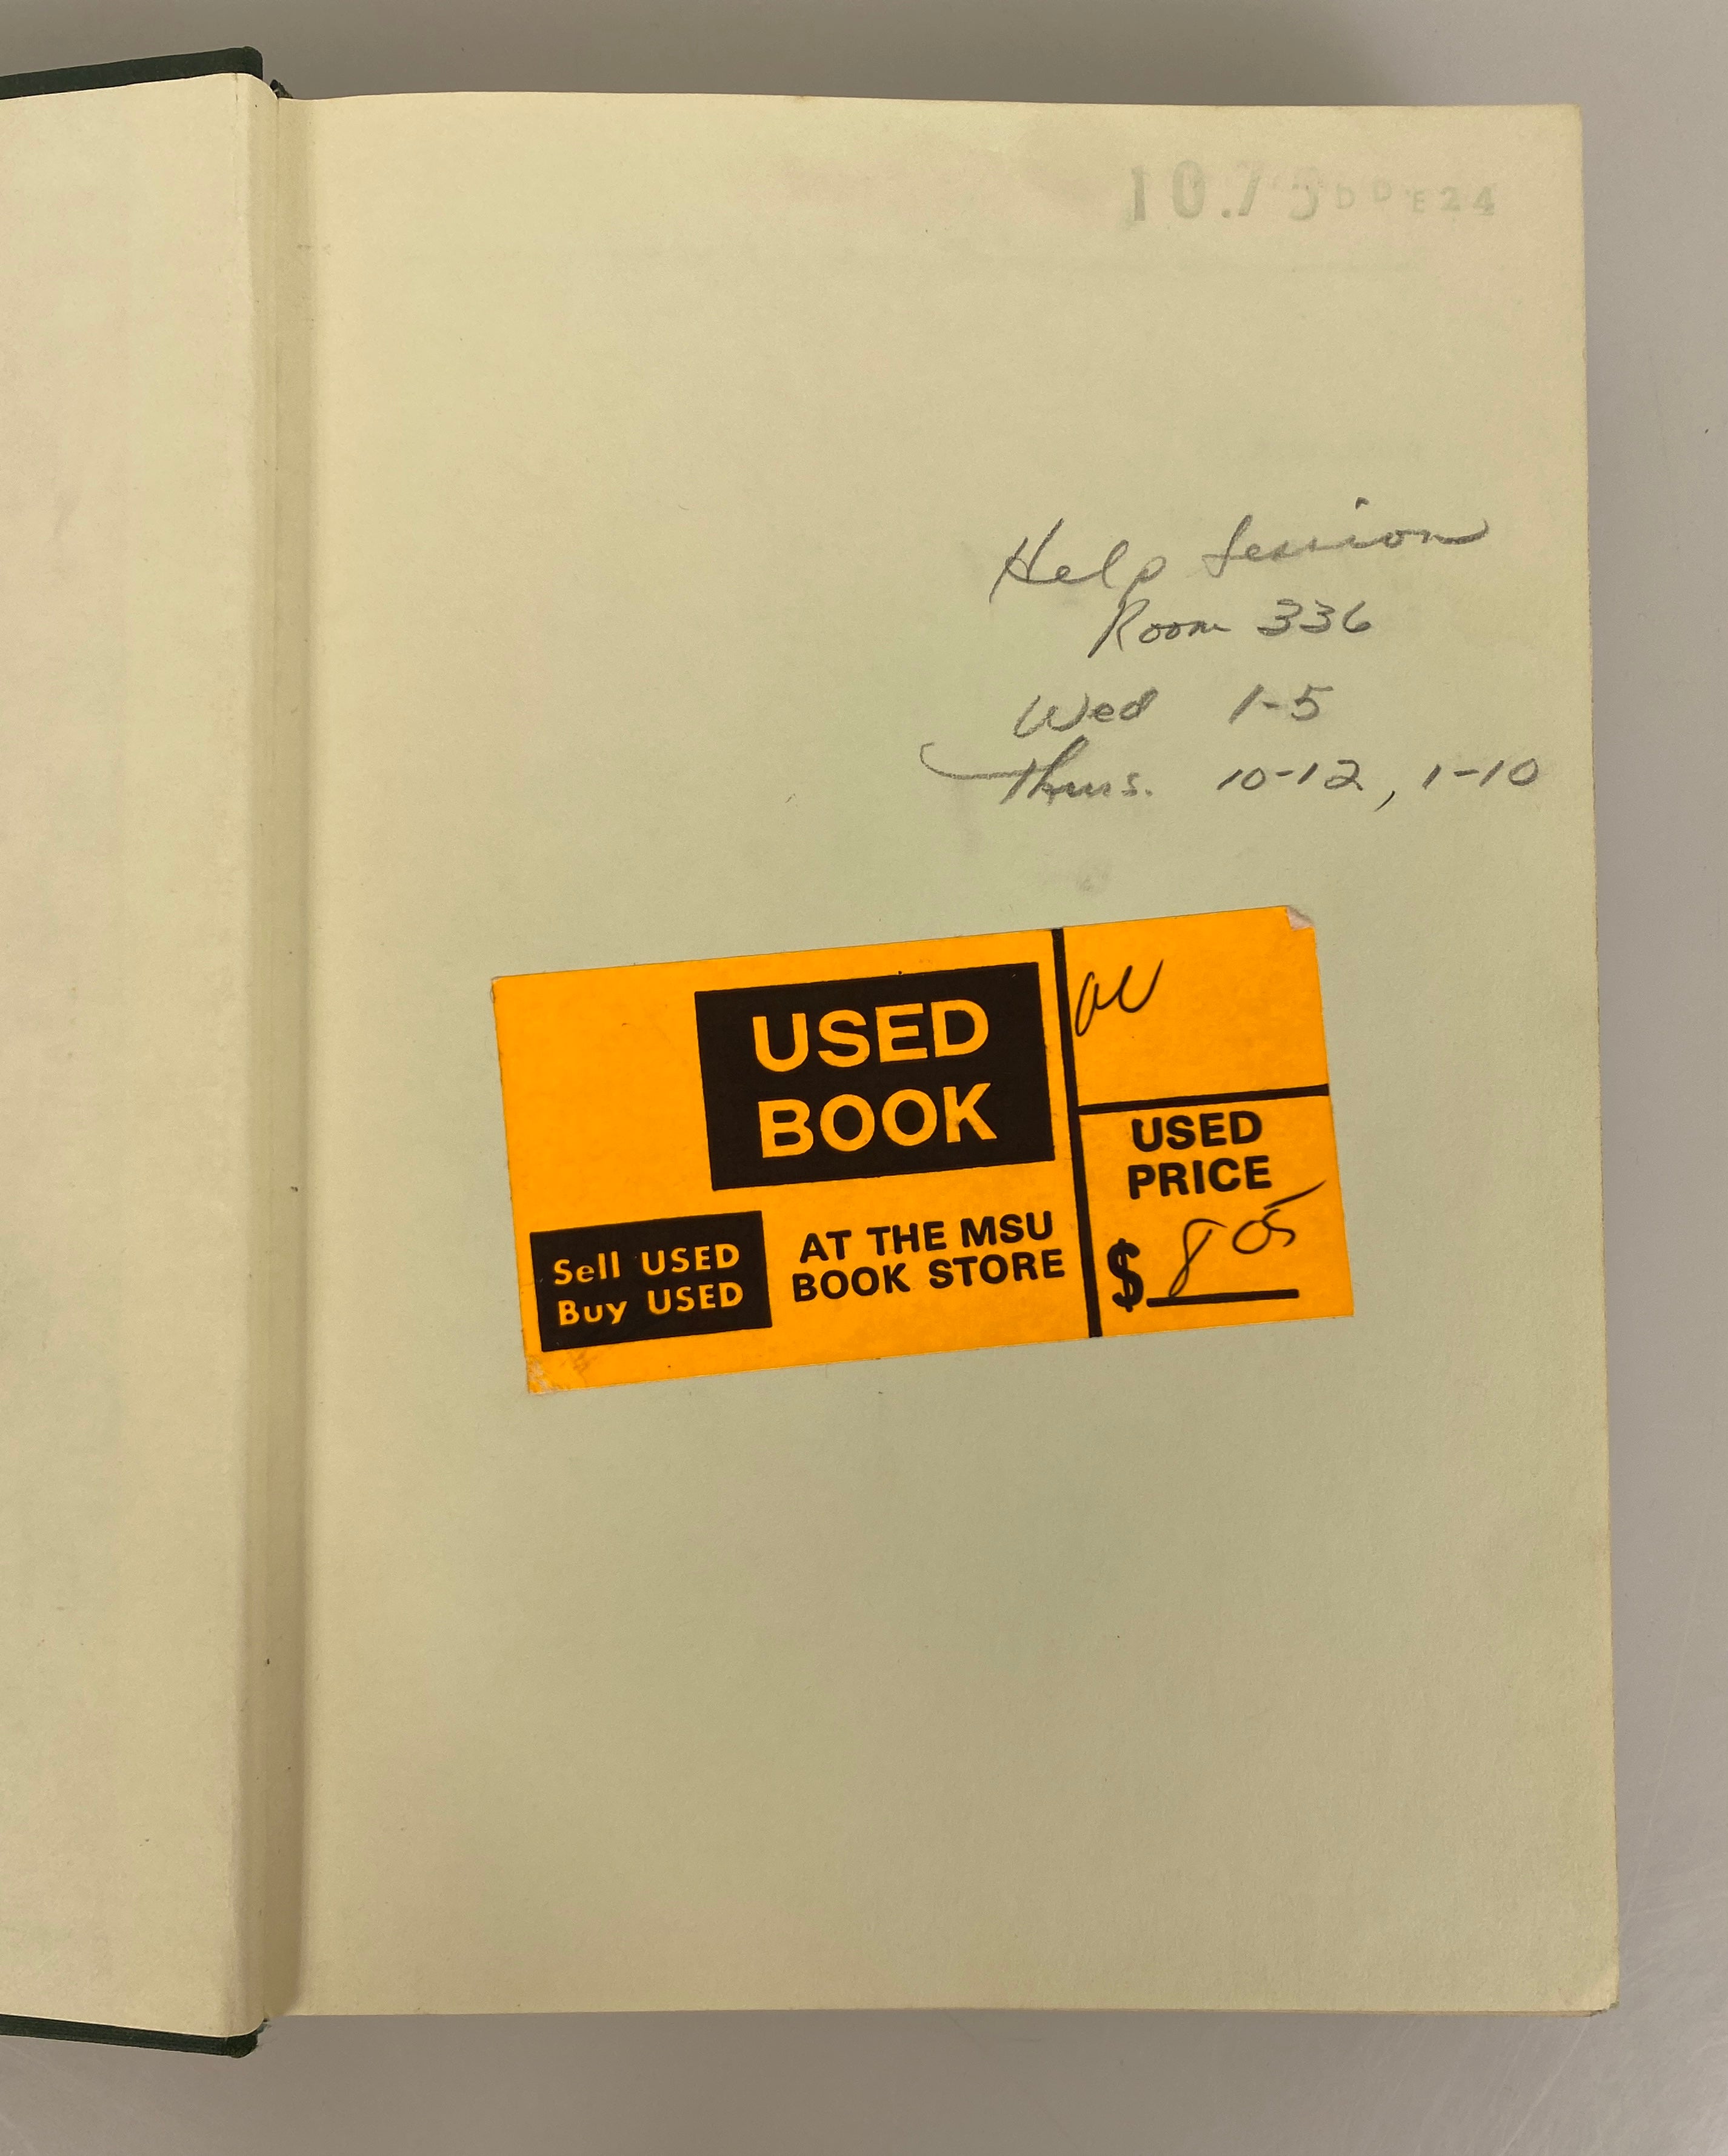 10.75 D D E 24
Help Session
Room 336
Wed 1-5
Thurs. 10-12, 1-10
USED
BOOK
Sell USED
Buy USED
AT THE MSU
BOOK STORE
USED
PRICE
$ 8 05